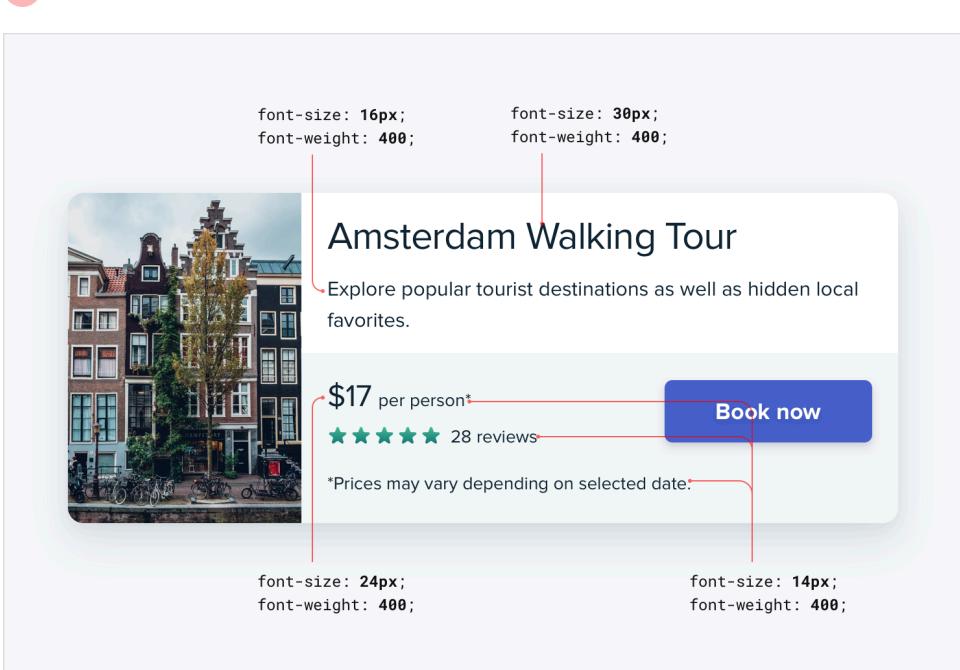 font-size: 16px;
font-weight: 400;
font-size: 30px;
font-weight: 400;
Amsterdam Walking Tour
Explore popular tourist destinations as well as hidden local
favorites.
$17 per person*
Book now
28 reviews
*Prices may vary depending on selected date.
font-size: 24px;
font-weight: 400;
font-size: 14px;
font-weight: 400;